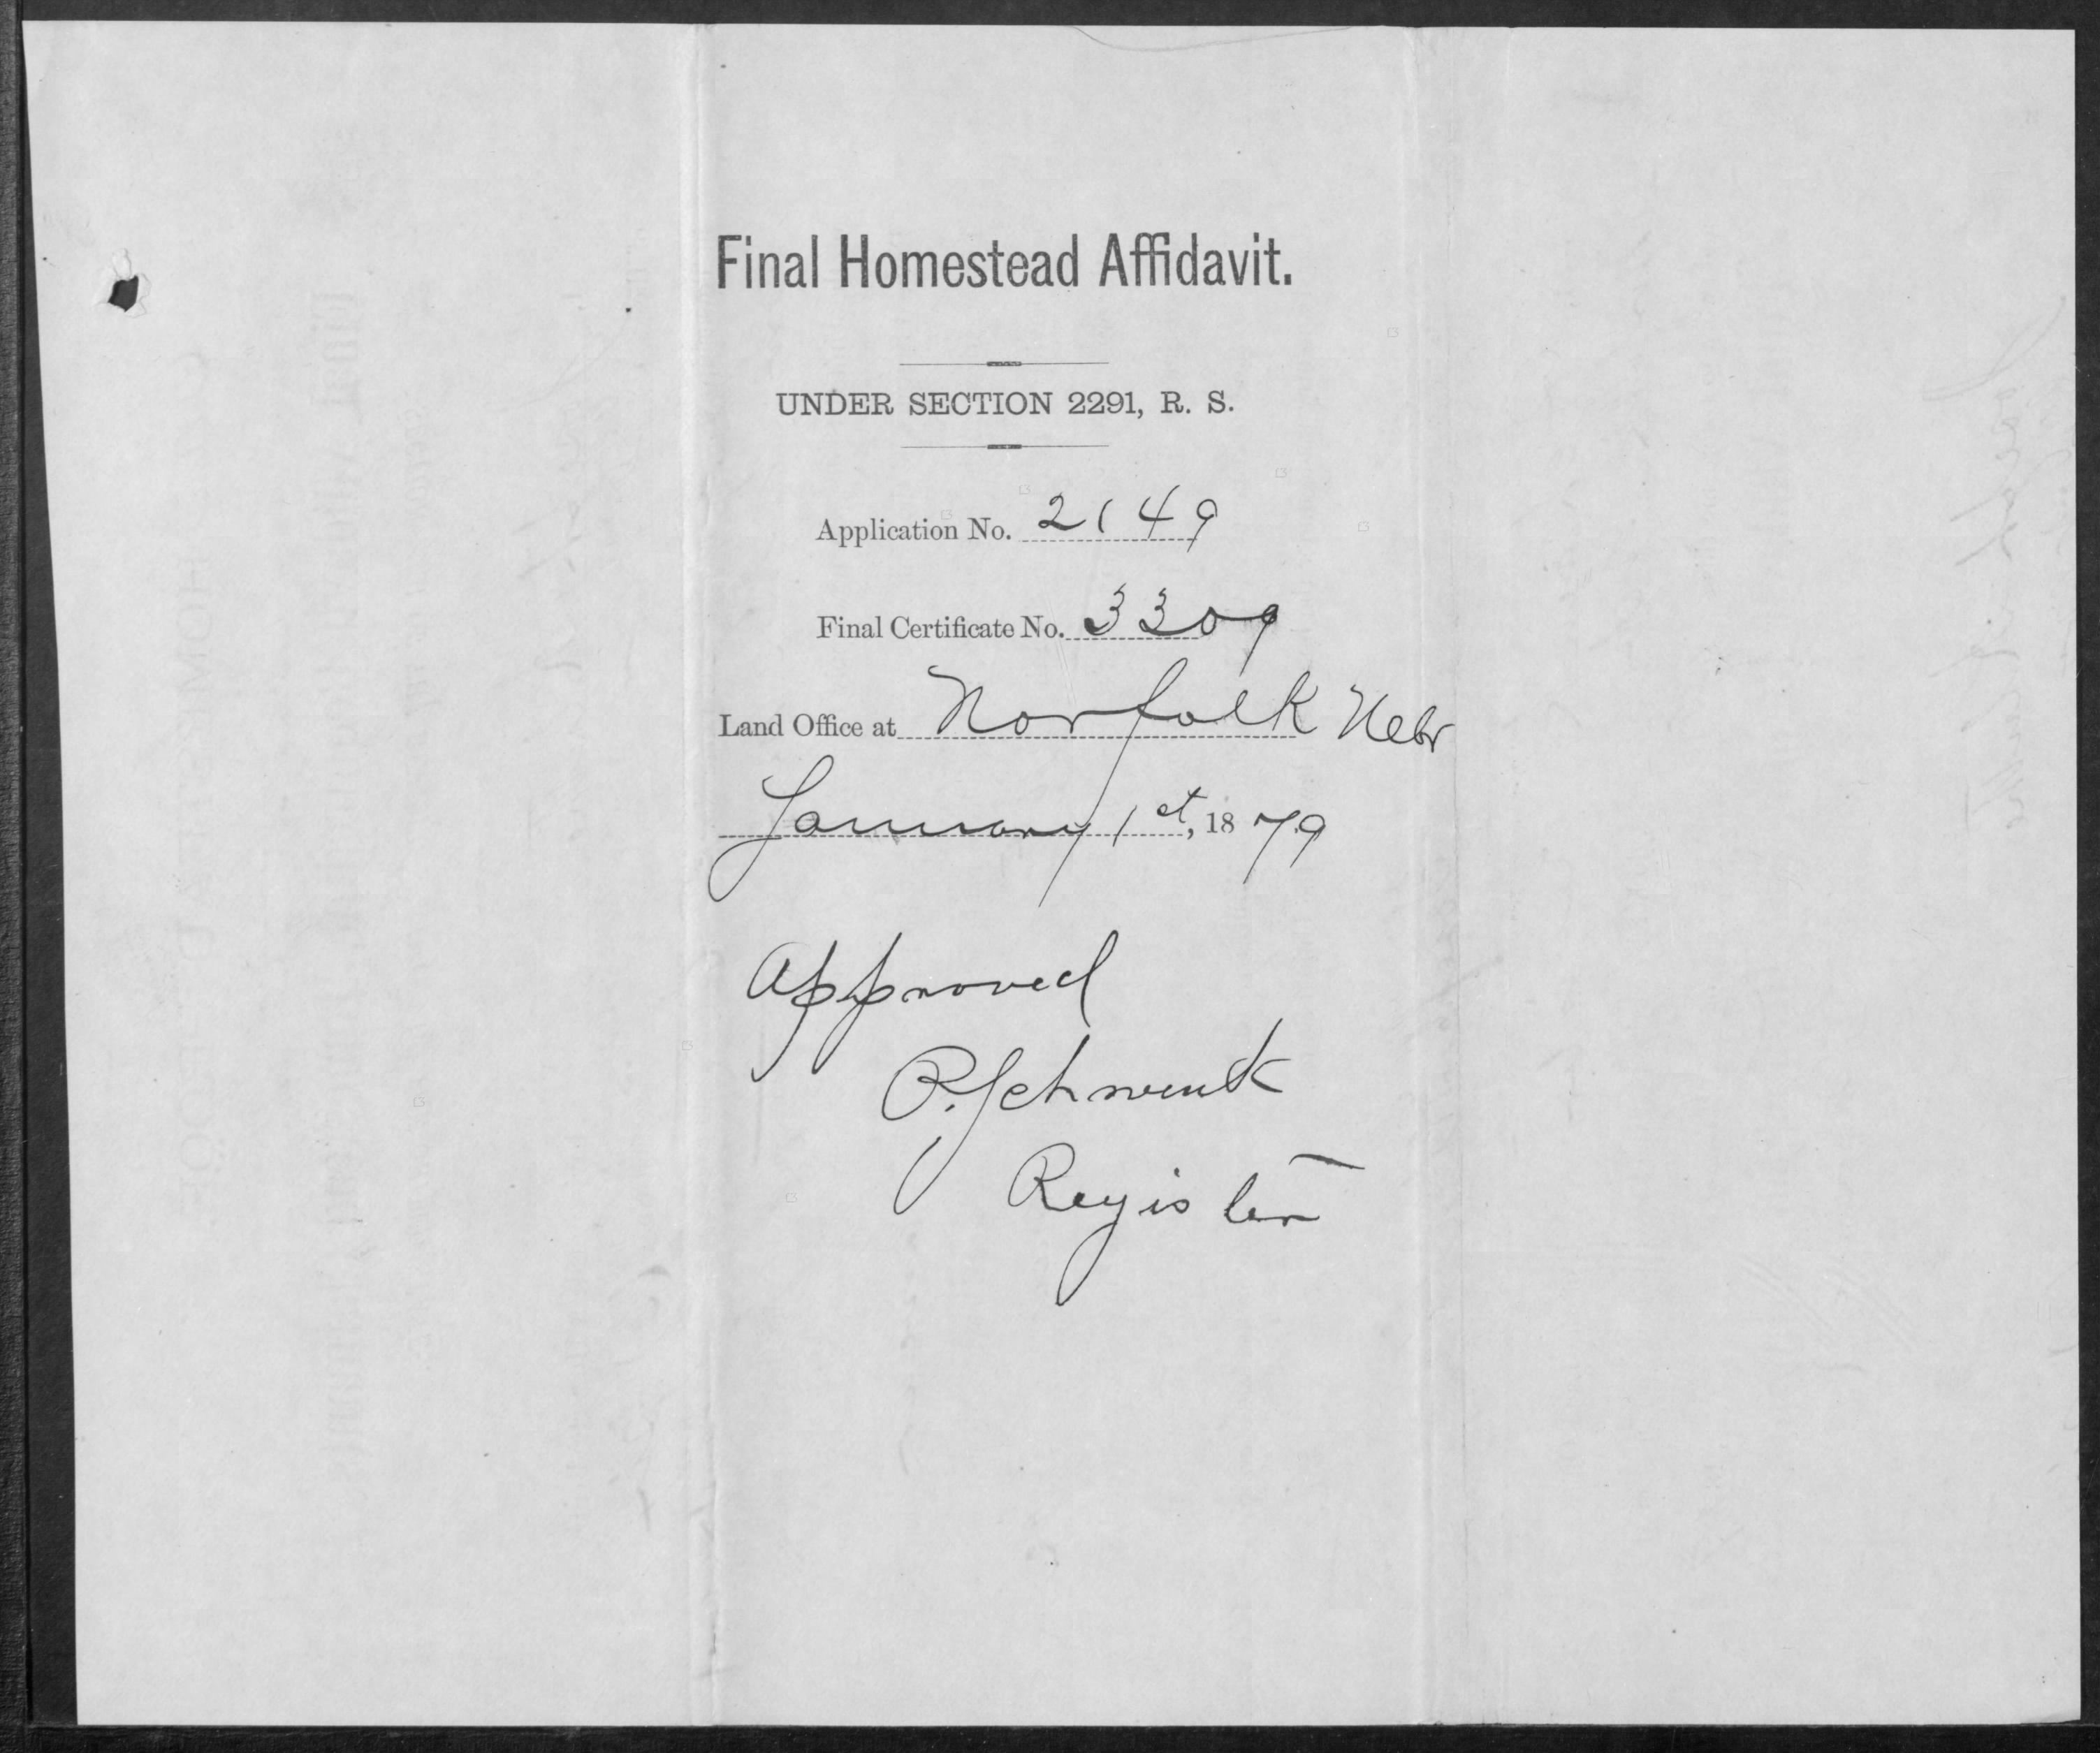 Final Homestead Affidavit.
UNDER SECTION 2291, R. S.
Application No. 2149
Final Certificate No. 3309
Land Office at Norfolk Nebr
January 1st, 1879
Approved
P. Schwenk
Register